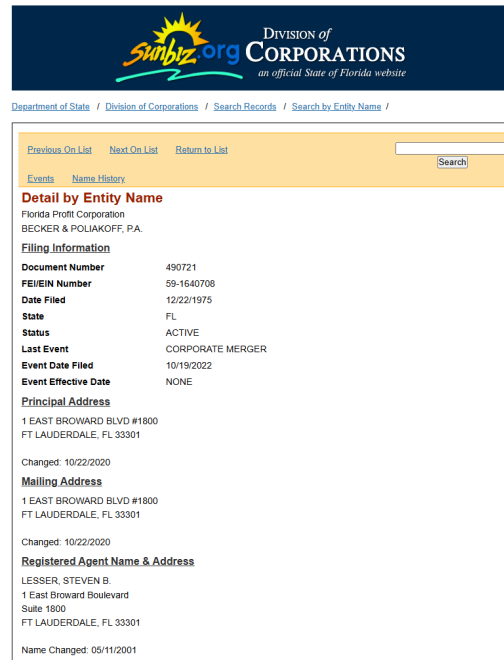 Sunbiz.org
DIVISION of
CORPORATIONS
an official State of Florida website
Department of State / Division of Corporations / Search Records / Search by Entity Name /
Previous On List Next On List Return to List
Search
Events Name History
Detail by Entity Name
Florida Profit Corporation
BECKER & POLIAKOFF, P.A.
Filing Information
Document Number 490721
FEI/EIN Number 59-1640708
Date Filed 12/22/1975
State FL
Status ACTIVE
Last Event CORPORATE MERGER
Event Date Filed 10/19/2022
Event Effective Date NONE
Principal Address
1 EAST BROWARD BLVD #1800
FT LAUDERDALE, FL 33301
Changed: 10/22/2020
Mailing Address
1 EAST BROWARD BLVD #1800
FT LAUDERDALE, FL 33301
Changed: 10/22/2020
Registered Agent Name & Address
LESSER, STEVEN B.
1 East Broward Boulevard
Suite 1800
FT LAUDERDALE, FL 33301
Name Changed: 05/11/2001